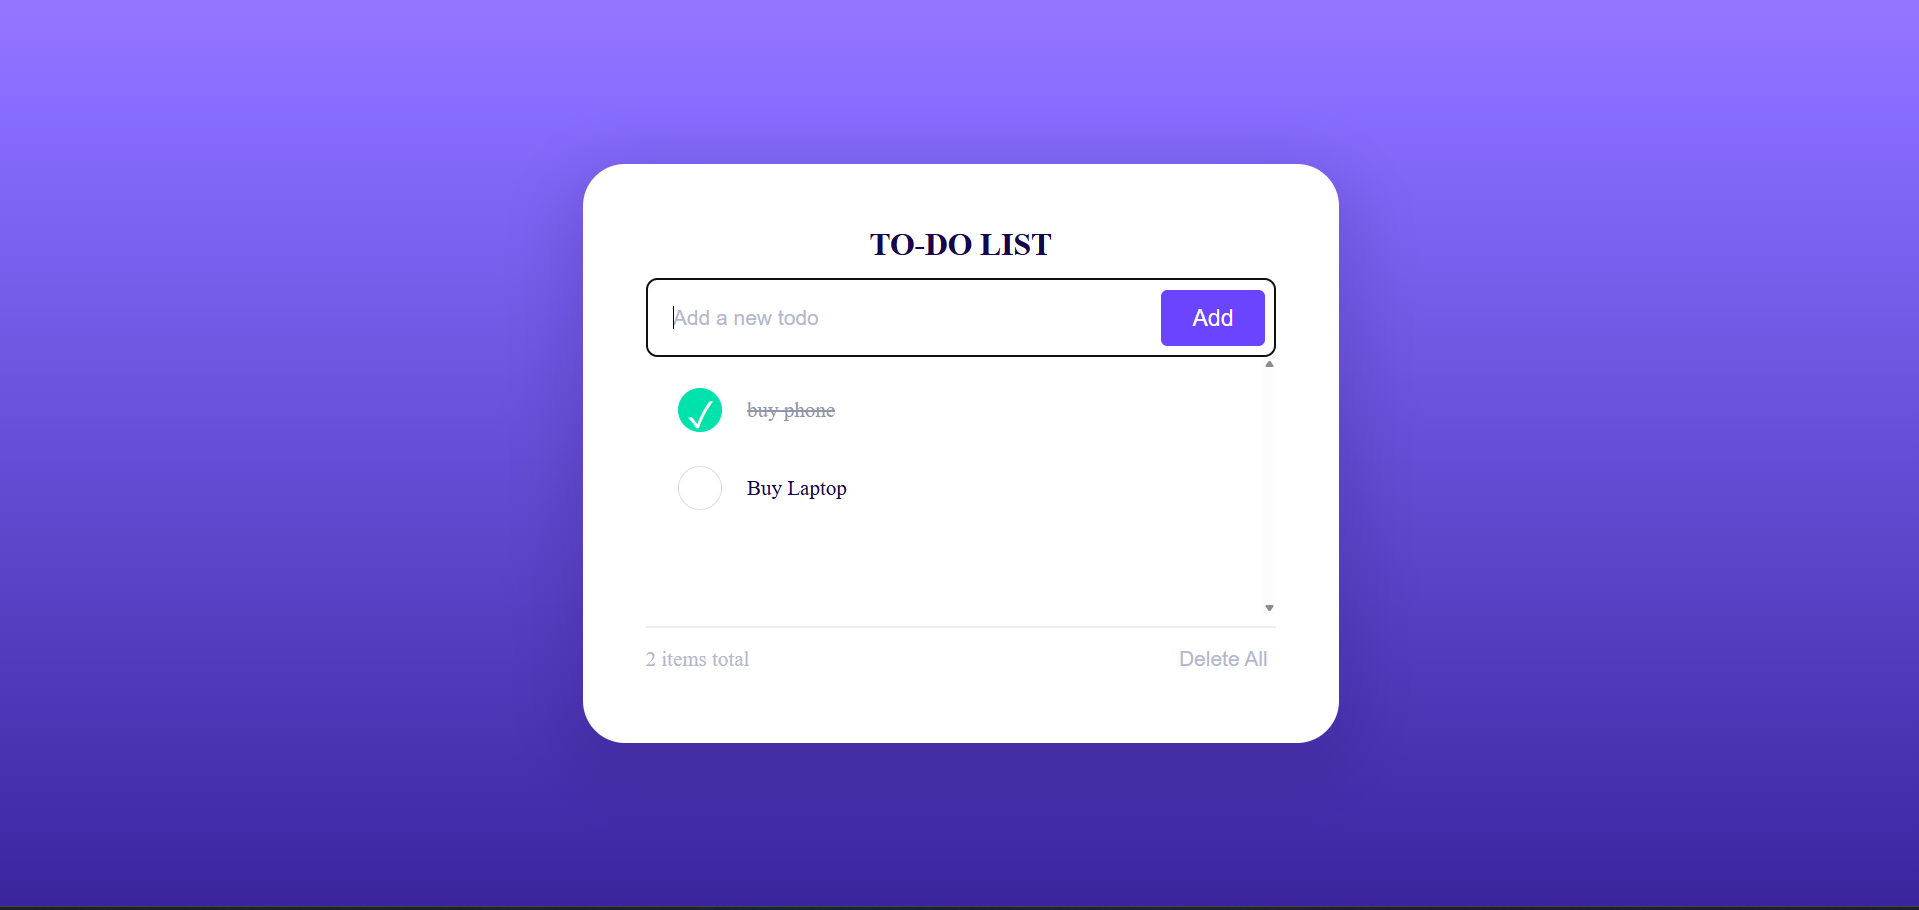 TO-DO LIST
Add a new todo
Add
buy phone
Buy Laptop
2 items total
Delete All